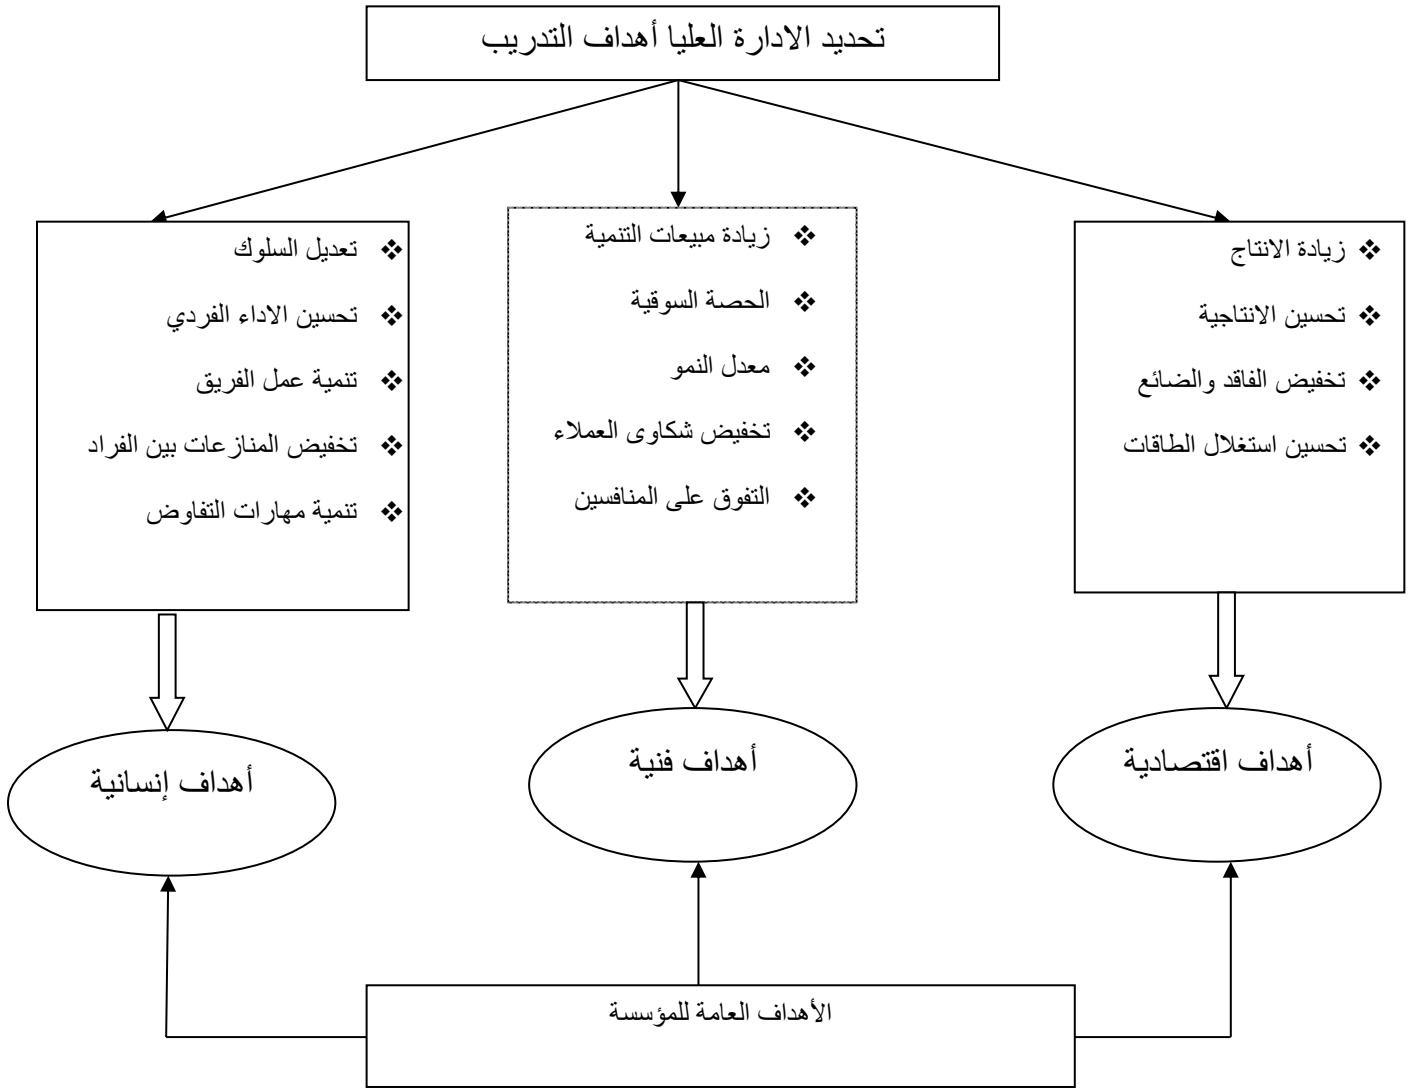 تحديد الادارة العليا أهداف التدريب
❖ زيادة الانتاج
❖ تحسين الانتاجية
❖ تخفيض الفاقد والضائع
❖ تحسين استغلال الطاقات
❖ زيادة مبيعات التنمية
❖ الحصة السوقية
❖ معدل النمو
❖ تخفيض شكاوى العملاء
❖ التفوق على المنافسين
❖ تعديل السلوك
❖ تحسين الاداء الفردي
❖ تنمية عمل الفريق
❖ تخفيض المنازعات بين الفراد
❖ تنمية مهارات التفاوض
أهداف اقتصادية
أهداف فنية
أهداف إنسانية
الأهداف العامة للمؤسسة